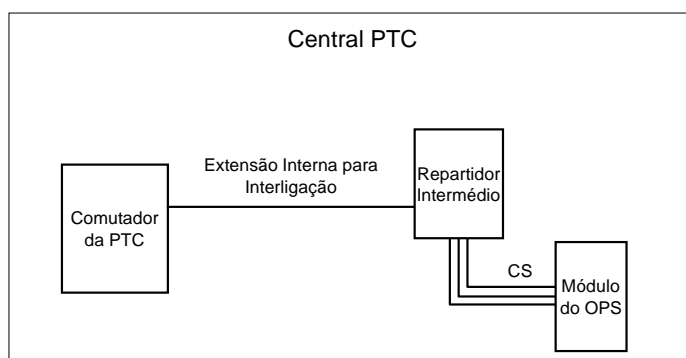 Central PTC
Extensão Interna para
Interligação
Repartidor
Intermédio
Comutador
da PTC
CS
Módulo
do OPS